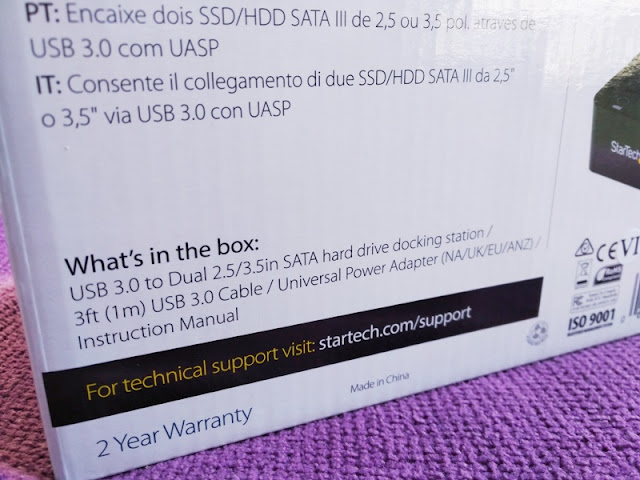 PT: Encaixe dois SSD/HDD SATA III de 2,5 ou 3,5 pol. através de
USB 3.0 com UASP
IT: Consente il collegamento di due SSD/HDD SATA III da 2,5"
o 3,5" via USB 3.0 con UASP
What's in the box:
USB 3.0 to Dual 2.5/3.5in SATA hard drive docking station /
3ft (1m) USB 3.0 Cable / Universal Power Adapter (NA/UK/EU/ANZ) /
Instruction Manual
For technical support visit: startech.com/support
Made in China
2 Year Warranty
StarTech
CE VI
RoHS
ISO 9001